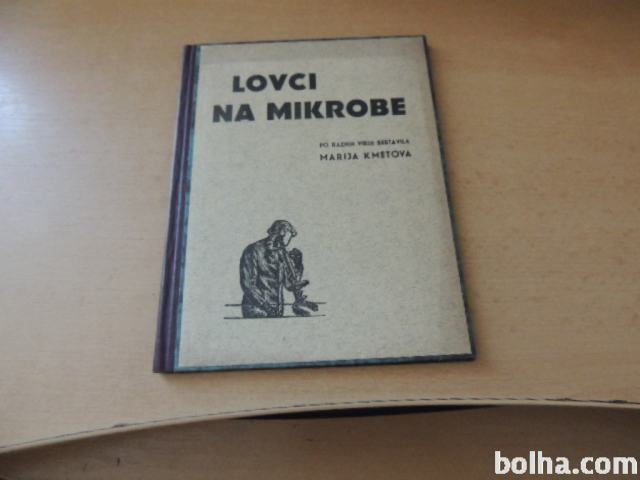 LOVCI
NA MIKROBE
PO RAZNIH VIRIH SESTAVILA
MARIJA KMETOVA
bolha.com